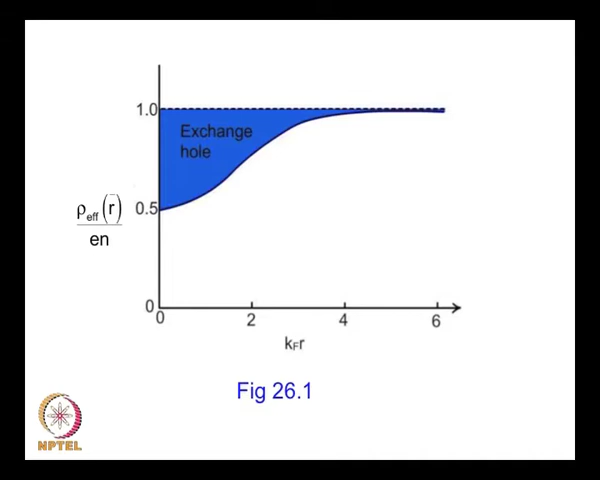 1.0
Exchange
hole
0.5
ρeff(r̄)
en
0
0 2 4 6
kFr
Fig 26.1
NPTEL